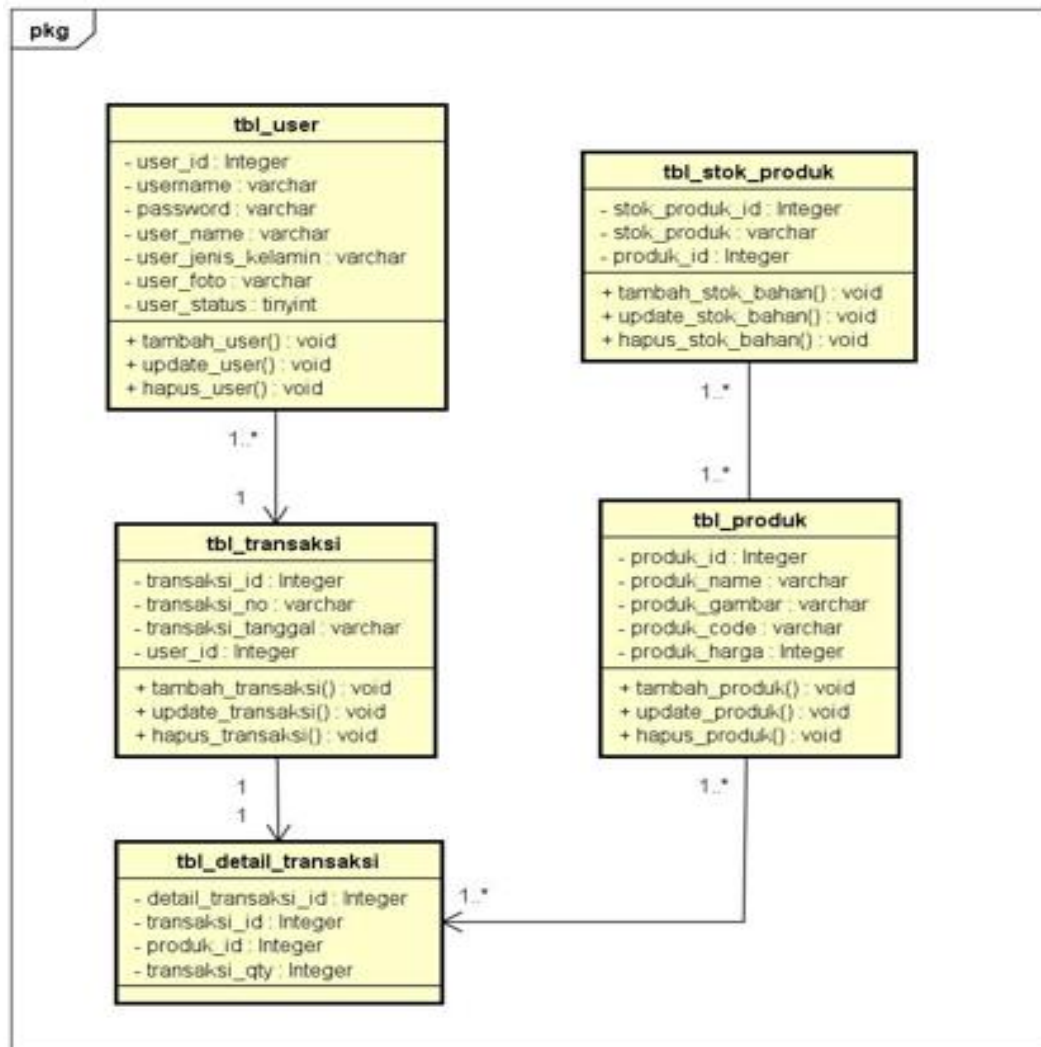 pkg
tbl_user
- user_id : Integer
- username : varchar
- password : varchar
- user_name : varchar
- user_jenis_kelamin : varchar
- user_foto : varchar
- user_status : tinyint
+ tambah_user() : void
+ update_user() : void
+ hapus_user() : void
1..*
1
tbl_transaksi
- transaksi_id : Integer
- transaksi_no : varchar
- transaksi_tanggal : varchar
- user_id : Integer
+ tambah_transaksi() : void
+ update_transaksi() : void
+ hapus_transaksi() : void
1
1
tbl_detail_transaksi
- detail_transaksi_id : Integer
- transaksi_id : Integer
- produk_id : Integer
- transaksi_qty : Integer
tbl_stok_produk
- stok_produk_id : Integer
- stok_produk : varchar
- produk_id : Integer
+ tambah_stok_bahan() : void
+ update_stok_bahan() : void
+ hapus_stok_bahan() : void
1..*
1..*
tbl_produk
- produk_id : Integer
- produk_name : varchar
- produk_gambar : varchar
- produk_code : varchar
- produk_harga : Integer
+ tambah_produk() : void
+ update_produk() : void
+ hapus_produk() : void
1..*
1..*